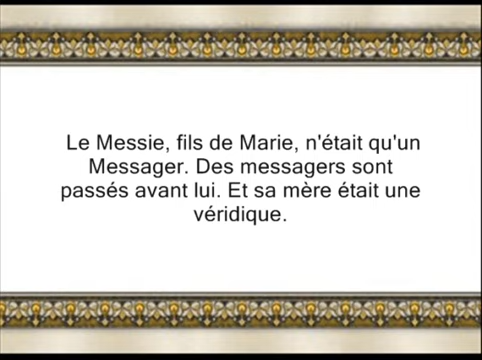 Le Messie, fils de Marie, n'était qu'un
Messager. Des messagers sont
passés avant lui. Et sa mère était une
véridique.